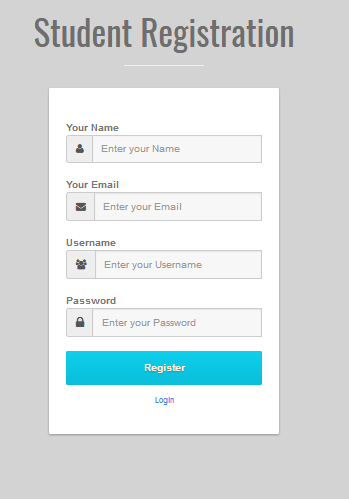 Student Registration
Your Name
Enter your Name
Your Email
Enter your Email
Username
Enter your Username
Password
Enter your Password
Register
Login